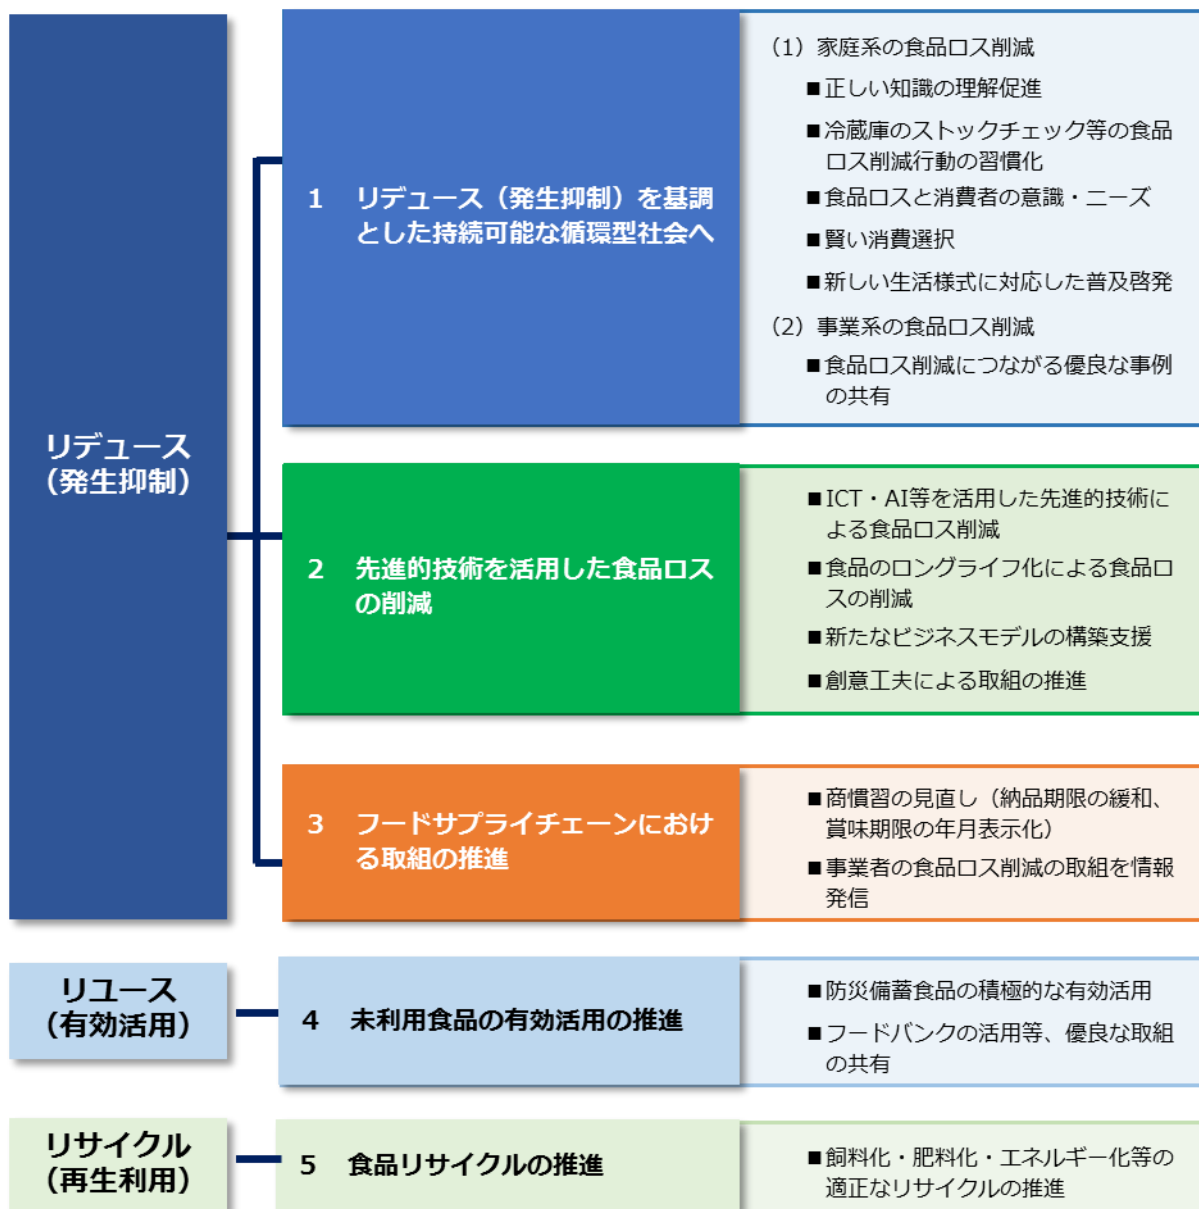 リデュース
（発生抑制）
1 リデュース（発生抑制）を基調
とした持続可能な循環型社会へ
（1）家庭系の食品ロス削減
■正しい知識の理解促進
■冷蔵庫のストックチェック等の食品
ロス削減行動の習慣化
■食品ロスと消費者の意識・ニーズ
■賢い消費選択
■新しい生活様式に対応した普及啓発
（2）事業系の食品ロス削減
■食品ロス削減につながる優良な事例
の共有
2 先進的技術を活用した食品ロス
の削減
■ICT・AI等を活用した先進的技術に
よる食品ロス削減
■食品のロングライフ化による食品ロ
スの削減
■新たなビジネスモデルの構築支援
■創意工夫による取組の推進
3 フードサプライチェーンにおけ
る取組の推進
■商慣習の見直し（納品期限の緩和、
賞味期限の年月表示化）
■事業者の食品ロス削減の取組を情報
発信
リユース
（有効活用）
4 未利用食品の有効活用の推進
■防災備蓄食品の積極的な有効活用
■フードバンクの活用等、優良な取組
の共有
リサイクル
（再生利用）
5 食品リサイクルの推進
■飼料化・肥料化・エネルギー化等の
適正なリサイクルの推進